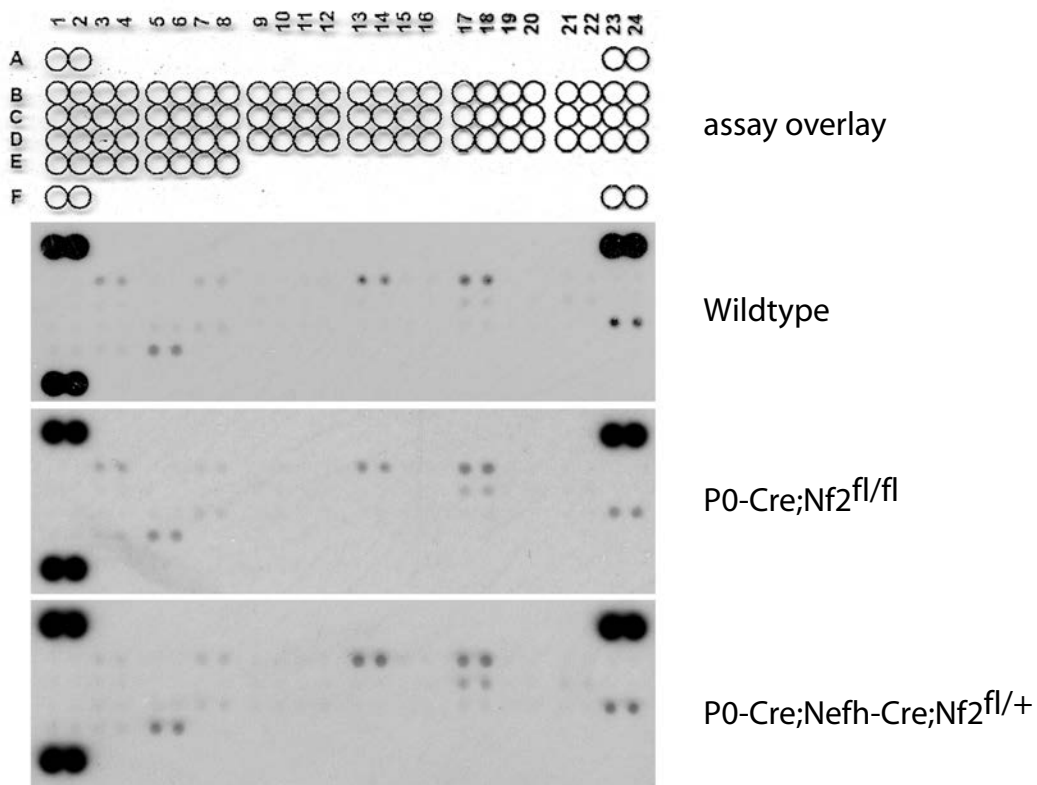 1 2 3 4 5 6 7 8 9 10 11 12 13 14 15 16 17 18 19 20 21 22 23 24
A
B
C
D
E
F
assay overlay
Wildtype
P0-Cre;Nf2fl/fl
P0-Cre;Nefh-Cre;Nf2fl/+